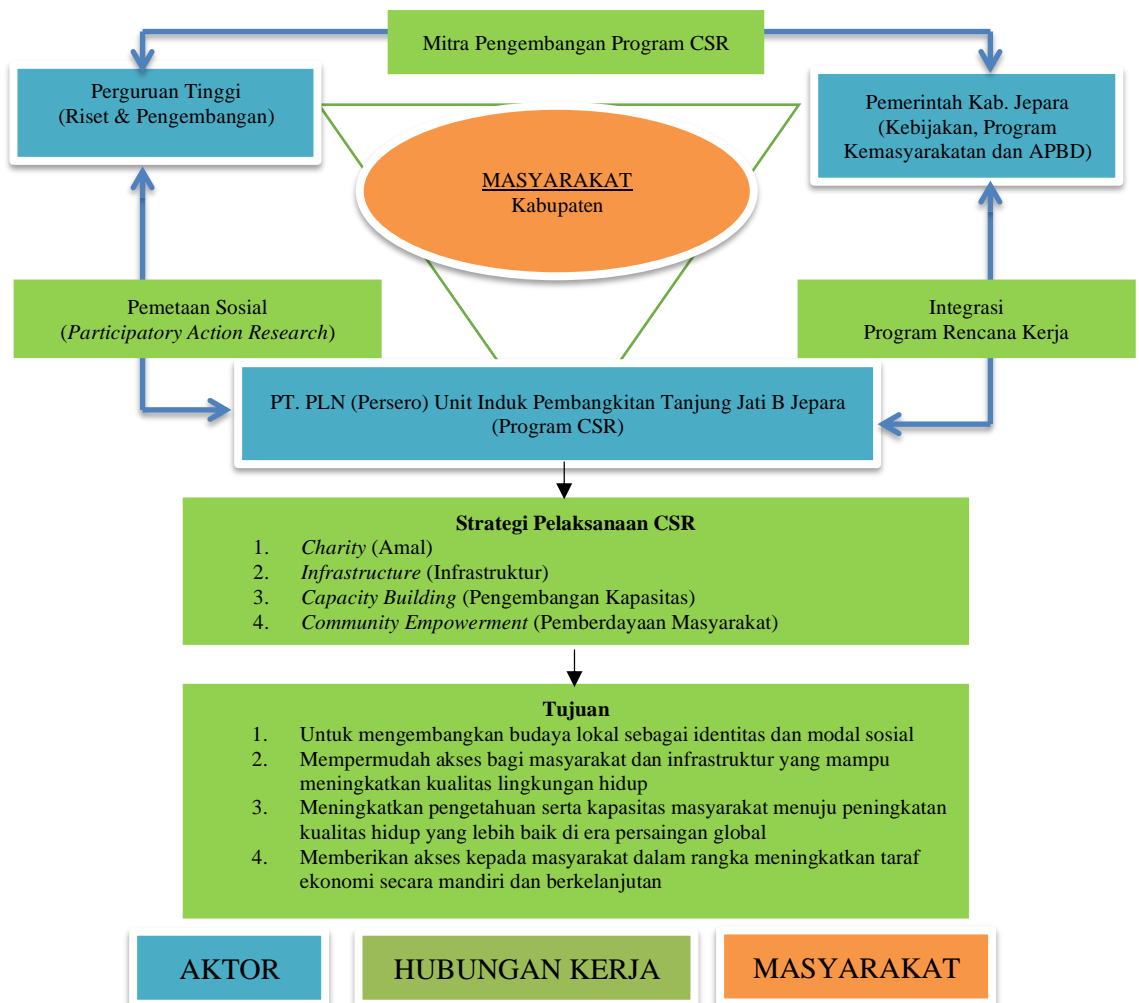 Mitra Pengembangan Program CSR
Perguruan Tinggi
(Riset & Pengembangan)
Pemerintah Kab. Jepara
(Kebijakan, Program
Kemasyarakatan dan APBD)
MASYARAKAT
Kabupaten
Pemetaan Sosial
(Participatory Action Research)
Integrasi
Program Rencana Kerja
PT. PLN (Persero) Unit Induk Pembangkitan Tanjung Jati B Jepara
(Program CSR)
Strategi Pelaksanaan CSR
1. Charity (Amal)
2. Infrastructure (Infrastruktur)
3. Capacity Building (Pengembangan Kapasitas)
4. Community Empowerment (Pemberdayaan Masyarakat)
Tujuan
1. Untuk mengembangkan budaya lokal sebagai identitas dan modal sosial
2. Mempermudah akses bagi masyarakat dan infrastruktur yang mampu
meningkatkan kualitas lingkungan hidup
3. Meningkatkan pengetahuan serta kapasitas masyarakat menuju peningkatan
kualitas hidup yang lebih baik di era persaingan global
4. Memberikan akses kepada masyarakat dalam rangka meningkatkan taraf
ekonomi secara mandiri dan berkelanjutan
AKTOR
HUBUNGAN KERJA
MASYARAKAT